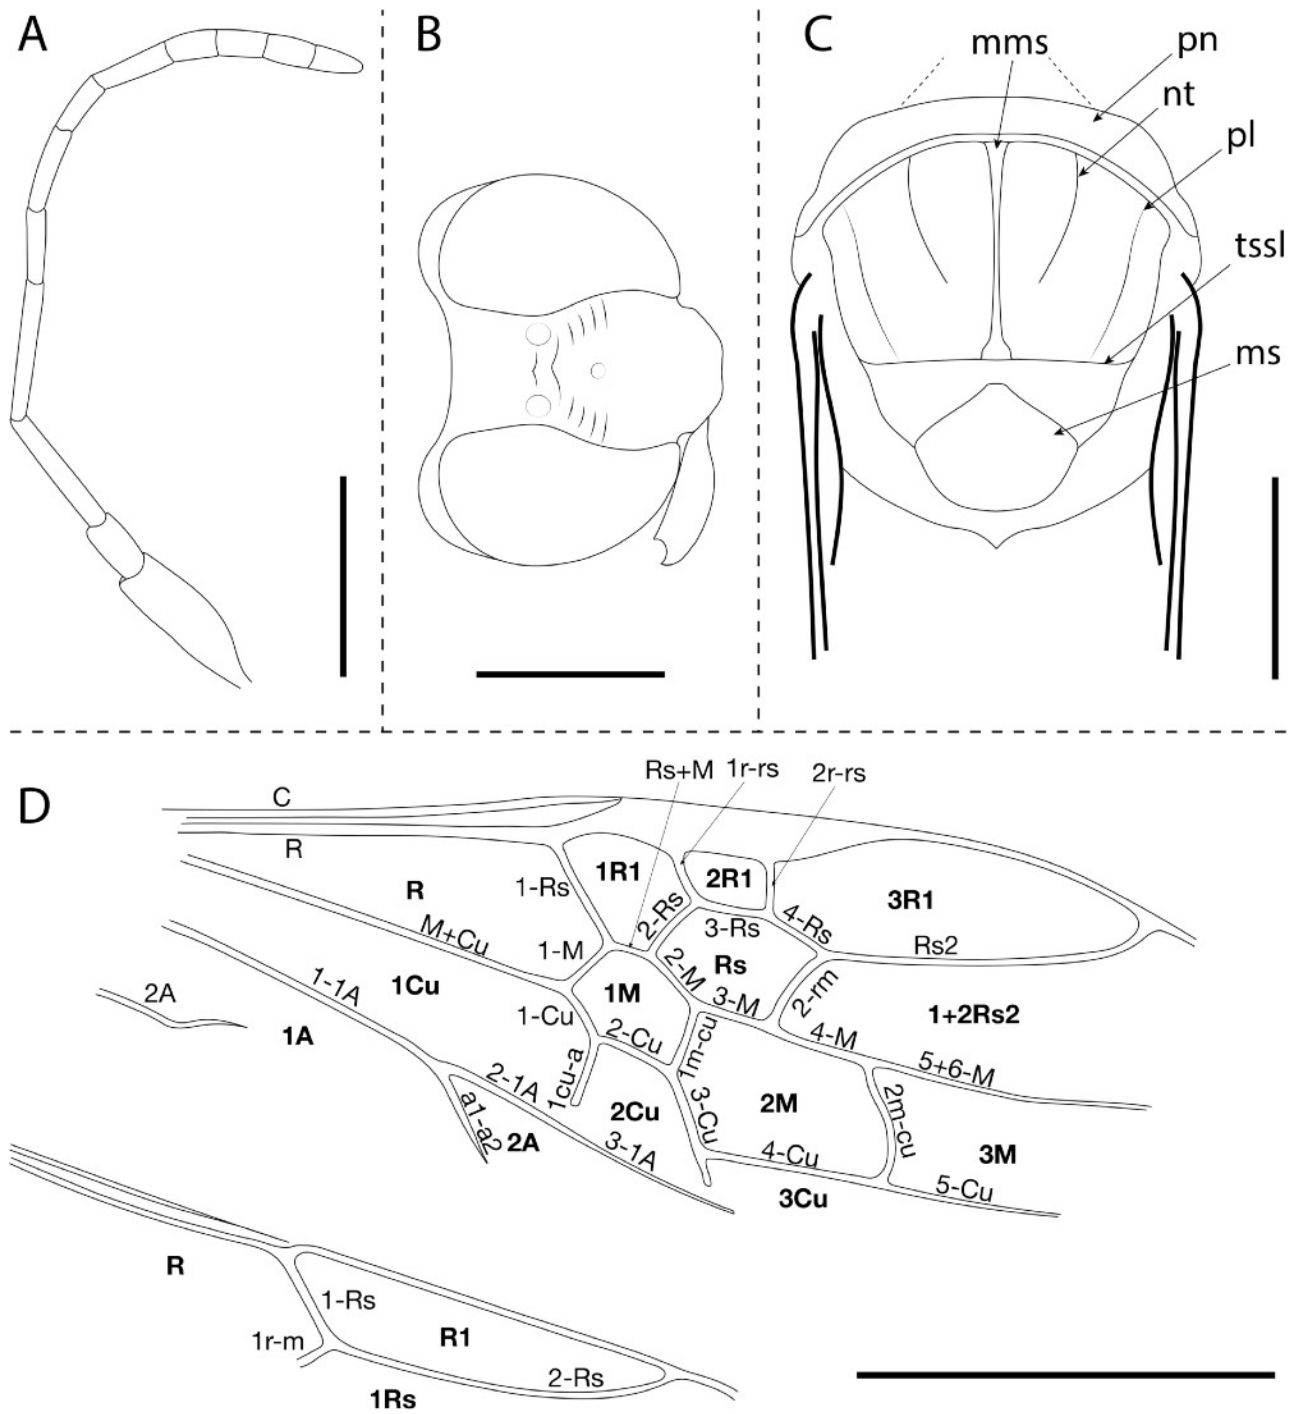 A
B
C
mms
pn
nt
pl
tssl
ms
D
Rs+M
1r-rs
2r-rs
C
R
R
1-Rs
1R1
2R1
3R1
2-Rs
3-Rs
4-Rs
Rs2
M+Cu
1-M
2-M
Rs
2-rm
1Cu
1M
3-M
1+2Rs2
2A
1-1A
1-Cu
2-Cu
1m-cu
4-M
5+6-M
1A
2-1A
1cu-a
3-Cu
2M
2m-cu
a1-a2
2A
2Cu
3-1A
4-Cu
3M
3Cu
5-Cu
R
1-Rs
1r-m
R1
2-Rs
1Rs